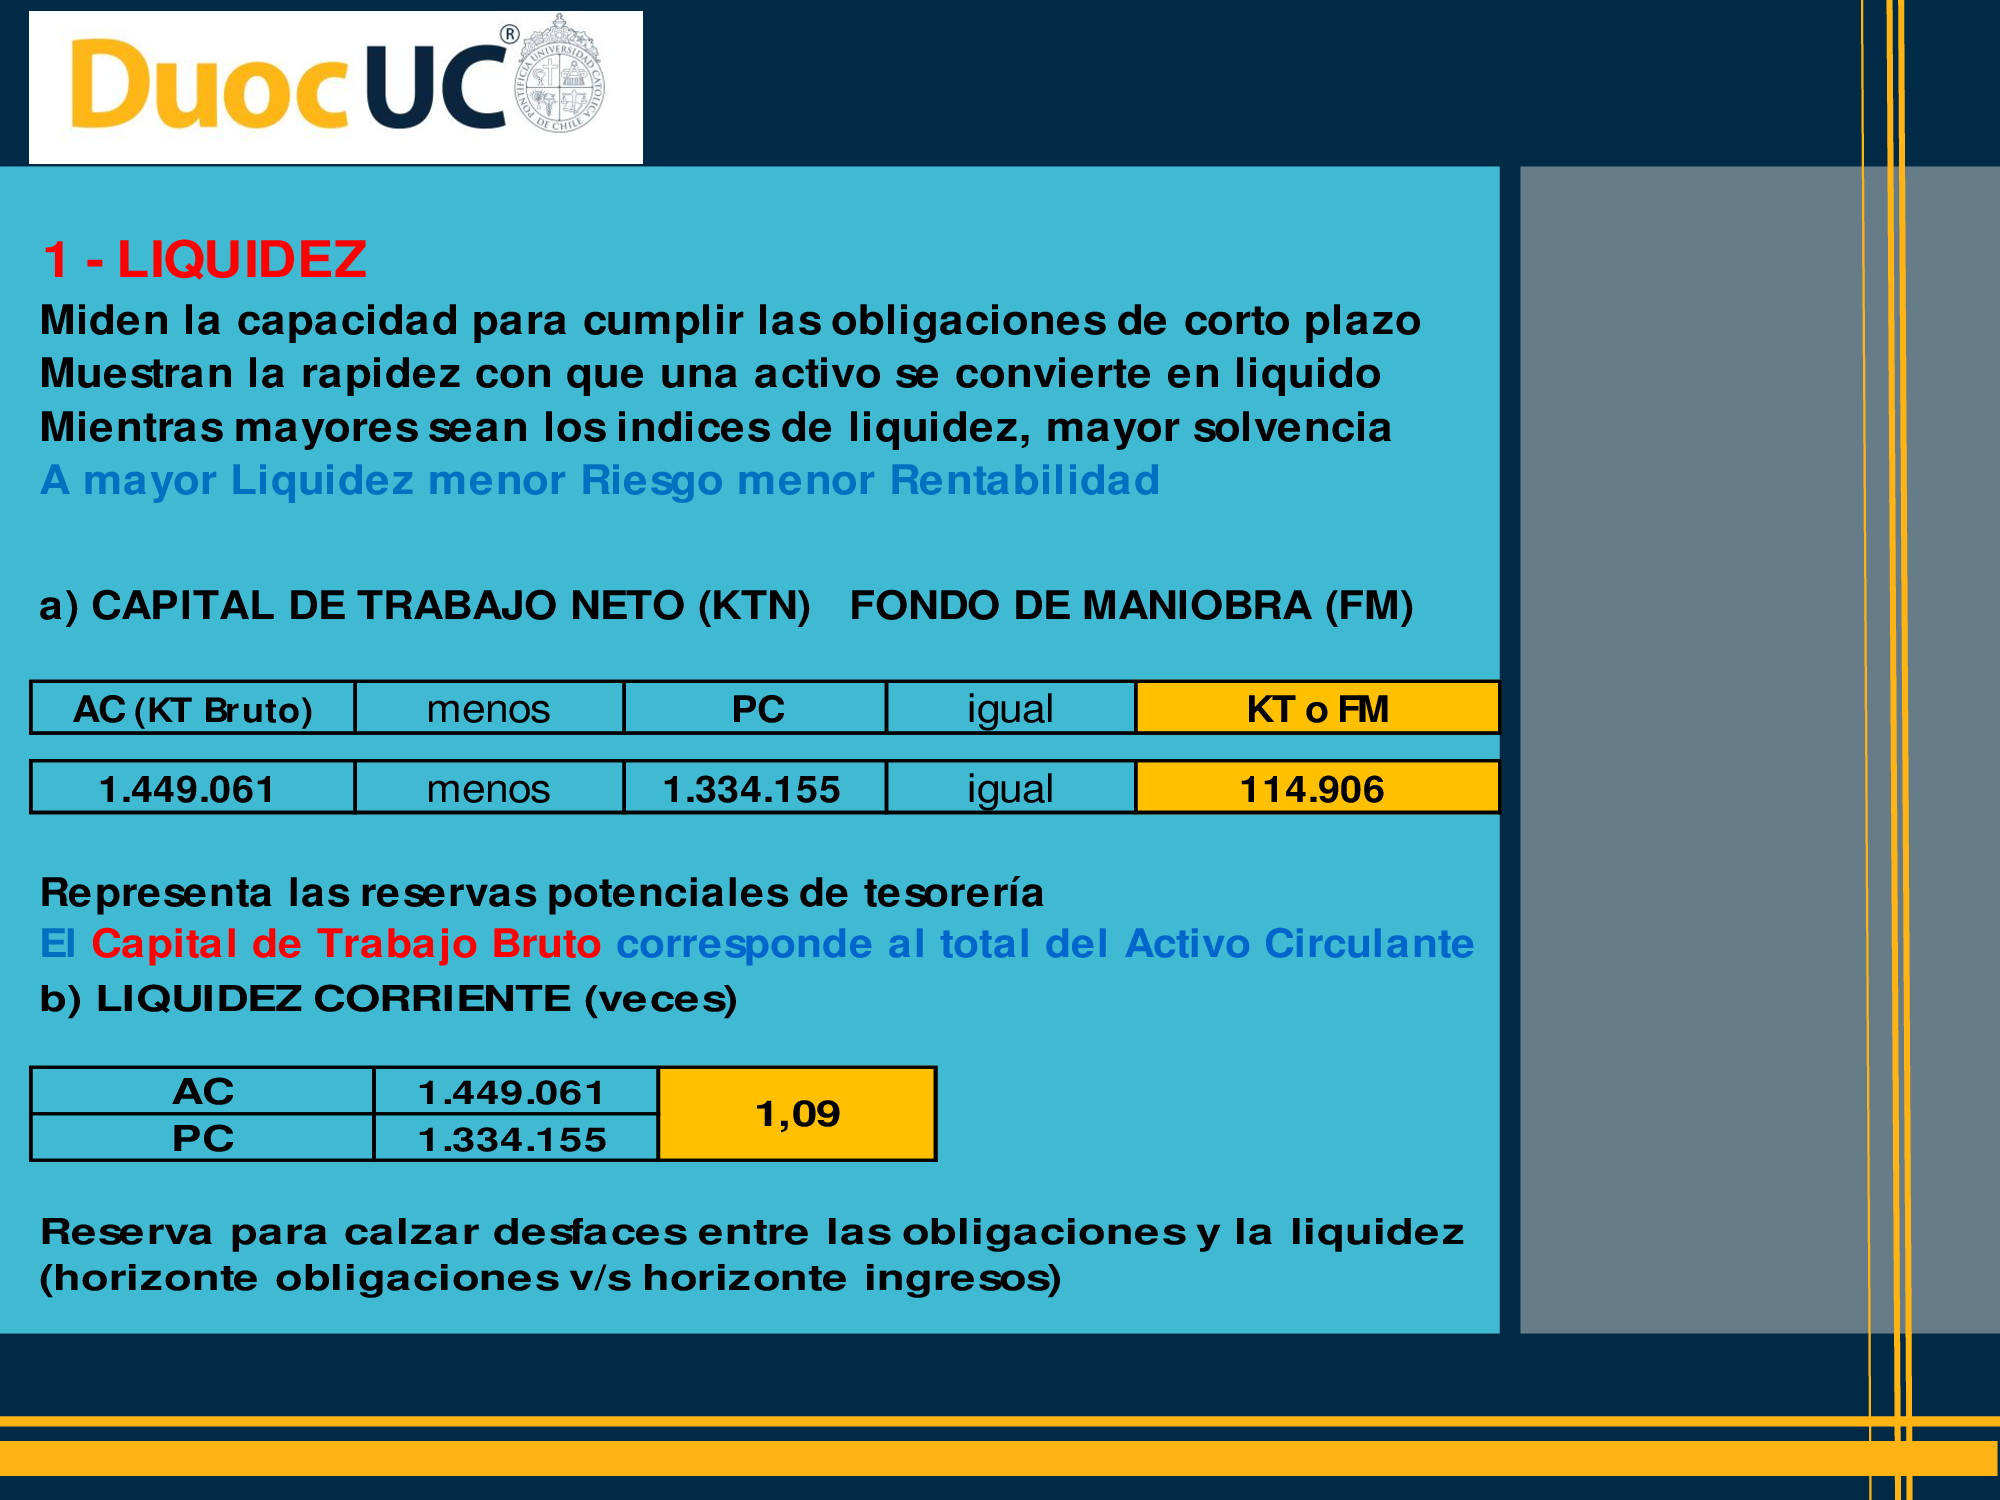 Duoc UC ®
PONTIFICIA UNIVERSIDAD CATOLICA DE CHILE
1 - LIQUIDEZ
Miden la capacidad para cumplir las obligaciones de corto plazo
Muestran la rapidez con que una activo se convierte en liquido
Mientras mayores sean los indices de liquidez, mayor solvencia
A mayor Liquidez menor Riesgo menor Rentabilidad
a) CAPITAL DE TRABAJO NETO (KTN) FONDO DE MANIOBRA (FM)
AC (KT Bruto) menos PC igual KT o FM
1.449.061 menos 1.334.155 igual 114.906
Representa las reservas potenciales de tesorería
El Capital de Trabajo Bruto corresponde al total del Activo Circulante
b) LIQUIDEZ CORRIENTE (veces)
AC 1.449.061
1,09
PC 1.334.155
Reserva para calzar desfaces entre las obligaciones y la liquidez
(horizonte obligaciones v/s horizonte ingresos)